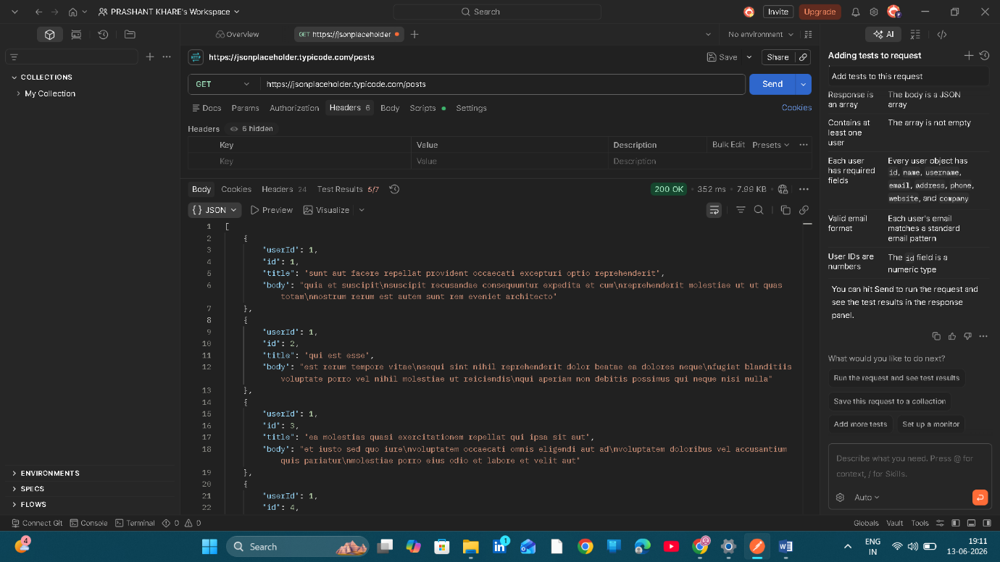 PRASHANT KHARE's Workspace
Search
Invite
Upgrade
Overview
GET https://jsonplaceholder
No environment
AI
https://jsonplaceholder.typicode.com/posts
Save
Share
Adding tests to request
COLLECTIONS
My Collection
GET
https://jsonplaceholder.typicode.com/posts
Send
Docs
Params
Authorization
Headers 6
Body
Scripts
Settings
Cookies
Headers
6 hidden
Key
Value
Description
Bulk Edit
Presets
Key
Value
Description
Body
Cookies
Headers 24
Test Results 5/7
200 OK
352 ms
7.99 KB
{ } JSON
Preview
Visualize
1 [
2 {
3 "userId": 1,
4 "id": 1,
5 "title": "sunt aut facere repellat provident occaecati excepturi optio reprehenderit",
6 "body": "quia et suscipit\nsuscipit recusandae consequuntur expedita et cum\nreprehenderit molestiae ut ut quas
totam\nnostrum rerum est autem sunt rem eveniet architecto"
7 },
8 {
9 "userId": 1,
10 "id": 2,
11 "title": "qui est esse",
12 "body": "est rerum tempore vitae\nsequi sint nihil reprehenderit dolor beatae ea dolores neque\nfugiat blanditiis
voluptate porro vel nihil molestiae ut reiciendis\nqui aperiam non debitis possimus qui neque nisi nulla"
13 },
14 {
15 "userId": 1,
16 "id": 3,
17 "title": "ea molestias quasi exercitationem repellat qui ipsa sit aut",
18 "body": "et iusto sed quo iure\nvoluptatem occaecati omnis eligendi aut ad\nvoluptatem doloribus vel accusantium
quis pariatur\nmolestiae porro eius odio et labore et velit aut"
19 },
20 {
21 "userId": 1,
22 "id": 4,
Add tests to this request
Response is
an array
The body is a JSON
array
Contains at
least one
user
The array is not empty
Each user
has required
fields
Every user object has
id, name, username,
email, address, phone,
website, and company
Valid email
format
Each user's email
matches a standard
email pattern
User IDs are
numbers
The id field is a
numeric type
You can hit Send to run the request and
see the test results in the response
panel.
What would you like to do next?
Run the request and see test results
Save this request to a collection
Add more tests
Set up a monitor
Describe what you need. Press @ for
context, / for Skills.
Auto
ENVIRONMENTS
SPECS
FLOWS
Connect Git
Console
Terminal
0
0
Globals
Vault
Tools
4
Search
1
ENG
IN
19:11
13-06-2026